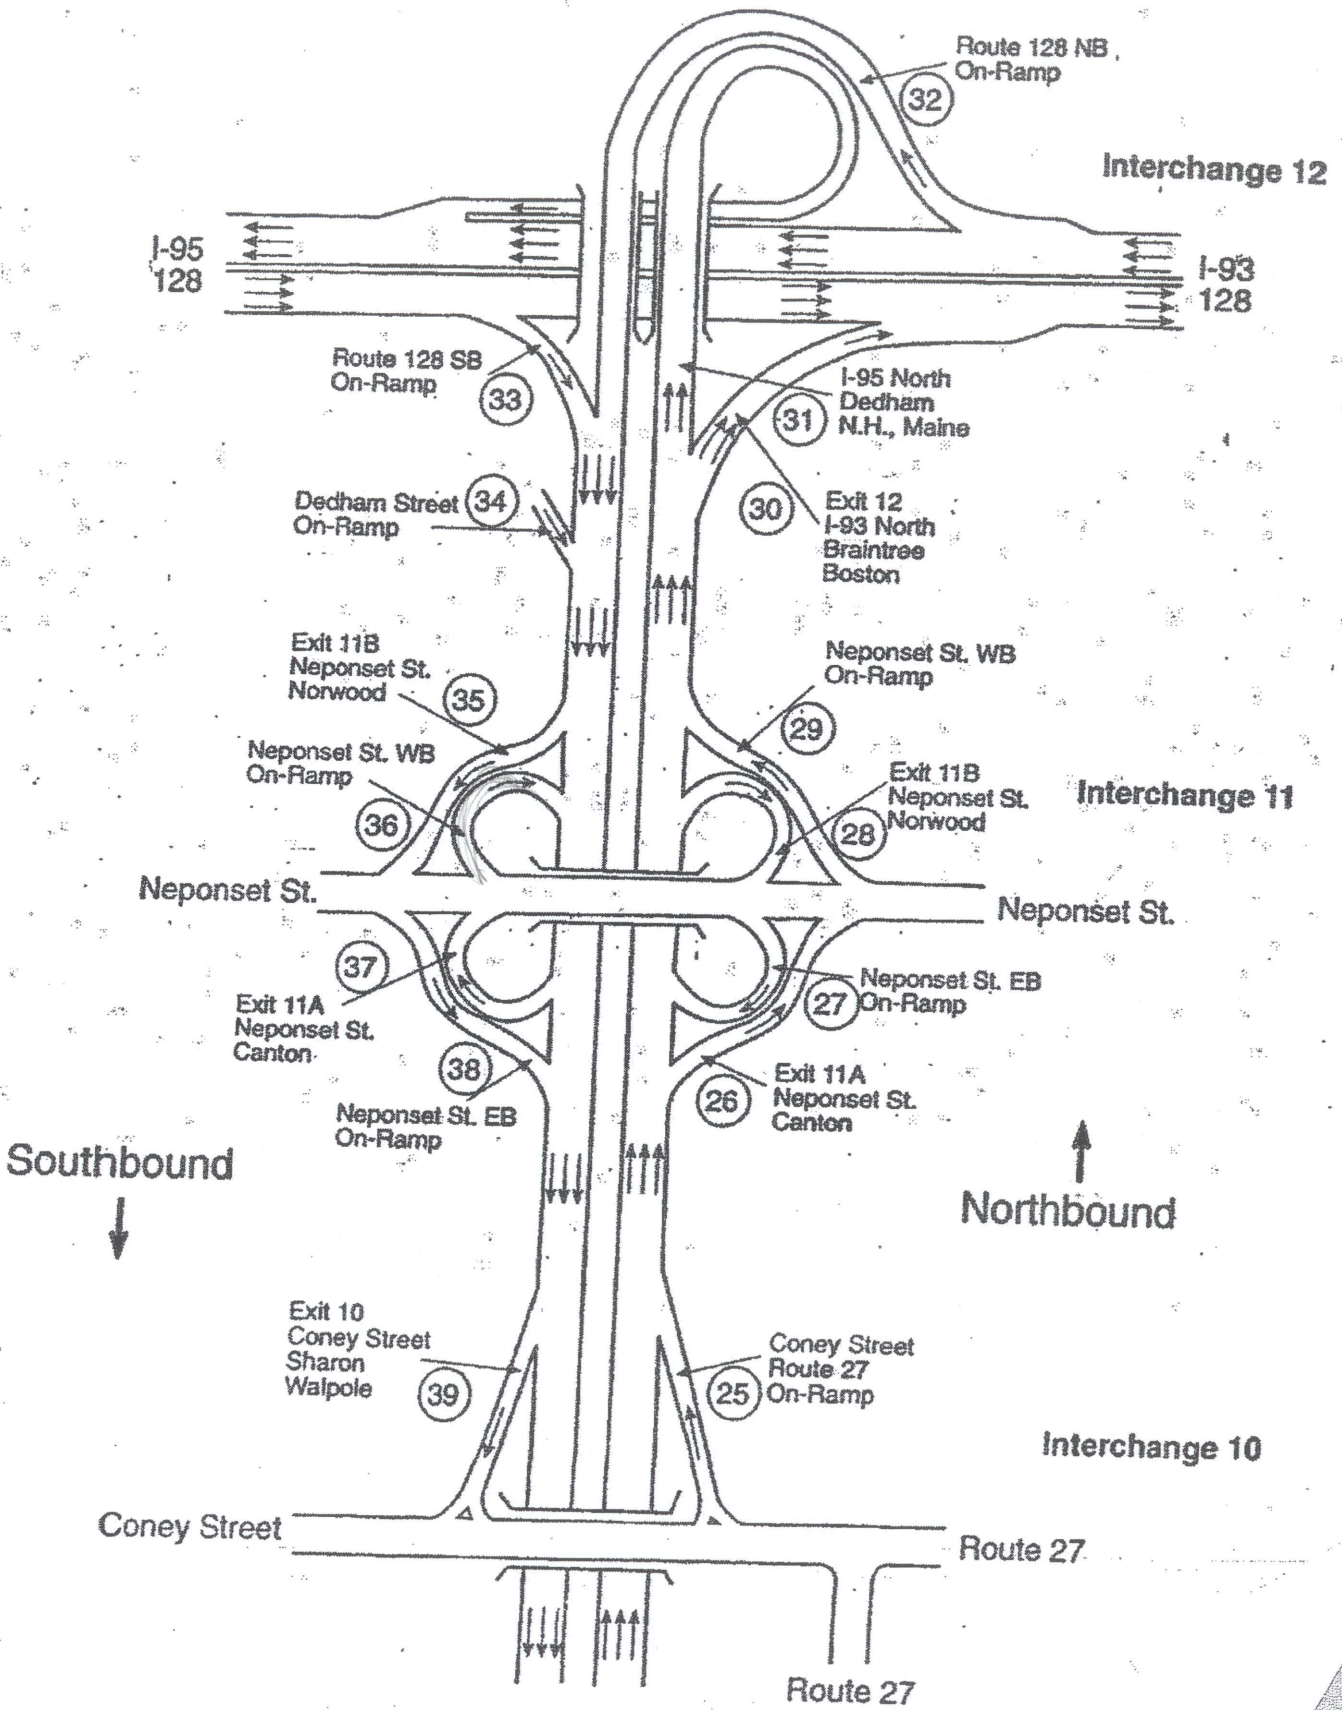 Route 128 NB
On-Ramp
32
Interchange 12
I-95
128
I-93
128
Route 128 SB
On-Ramp
33
I-95 North
Dedham
N.H., Maine
31
Dedham Street
On-Ramp
34
30
Exit 12
I-93 North
Braintree
Boston
Exit 11B
Neponset St.
Norwood
35
Neponset St. WB
On-Ramp
29
Neponset St. WB
On-Ramp
36
Exit 11B
Neponset St.
Norwood
28
Interchange 11
Neponset St.
Neponset St.
37
Exit 11A
Neponset St.
Canton
Neponset St. EB
On-Ramp
27
38
Neponset St. EB
On-Ramp
26
Exit 11A
Neponset St.
Canton
Southbound
Northbound
Exit 10
Coney Street
Sharon
Walpole
39
Coney Street
Route 27
On-Ramp
25
Interchange 10
Coney Street
Route 27
Route 27